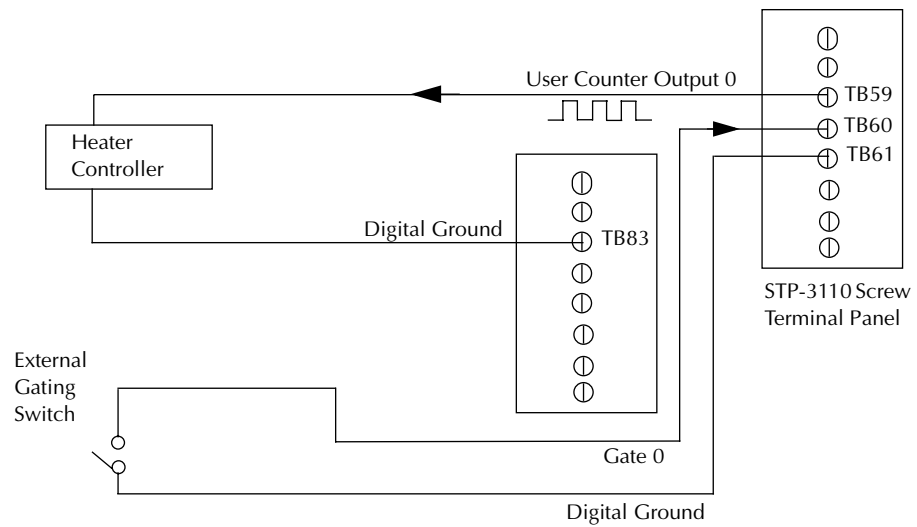 User Counter Output 0
TB59
TB60
TB61
Heater
Controller
Digital Ground
TB83
STP-3110 Screw
Terminal Panel
External
Gating
Switch
Gate 0
Digital Ground